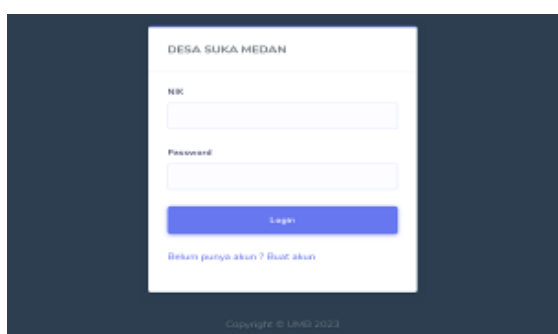 DESA SUKA MEDAN
NIK
Password
Login
Belum punya akun ? Buat akun
Copyright © UMB 2023